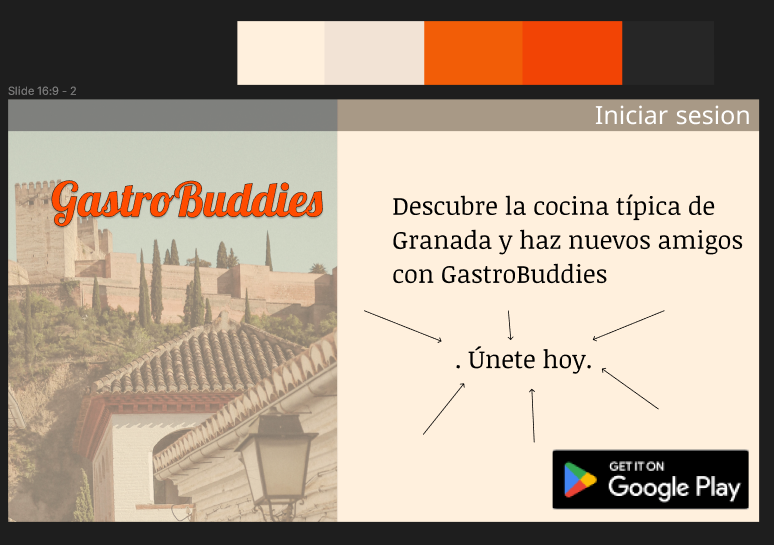 Slide 16:9 - 2
Iniciar sesion
GastroBuddies
Descubre la cocina típica de
Granada y haz nuevos amigos
con GastroBuddies
. Únete hoy.
GET IT ON
Google Play